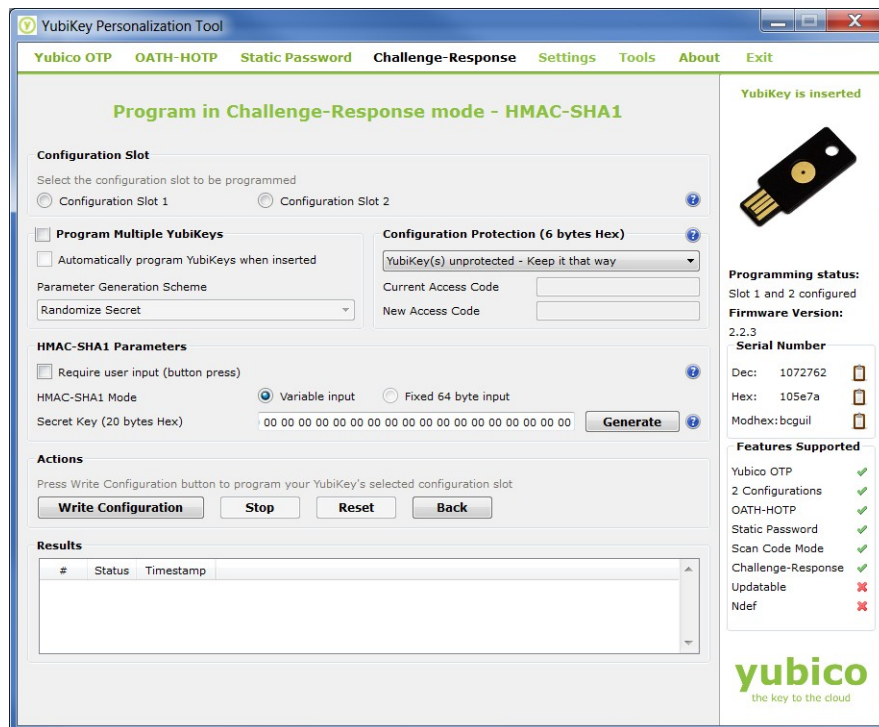 YubiKey Personalization Tool
Yubico OTP OATH-HOTP Static Password Challenge-Response Settings Tools About Exit
Program in Challenge-Response mode - HMAC-SHA1
Configuration Slot
Select the configuration slot to be programmed
Configuration Slot 1 Configuration Slot 2
Program Multiple YubiKeys
Automatically program YubiKeys when inserted
Parameter Generation Scheme
Randomize Secret
Configuration Protection (6 bytes Hex)
YubiKey(s) unprotected - Keep it that way
Current Access Code
New Access Code
HMAC-SHA1 Parameters
Require user input (button press)
HMAC-SHA1 Mode Variable input Fixed 64 byte input
Secret Key (20 bytes Hex) 00 00 00 00 00 00 00 00 00 00 00 00 00 00 00 00 00 00 Generate
Actions
Press Write Configuration button to program your YubiKey's selected configuration slot
Write Configuration Stop Reset Back
Results
# Status Timestamp
YubiKey is inserted
Programming status:
Slot 1 and 2 configured
Firmware Version:
2.2.3
Serial Number
Dec: 1072762
Hex: 105e7a
Modhex: bcguil
Features Supported
Yubico OTP
2 Configurations
OATH-HOTP
Static Password
Scan Code Mode
Challenge-Response
Updatable
Ndef
yubico
the key to the cloud